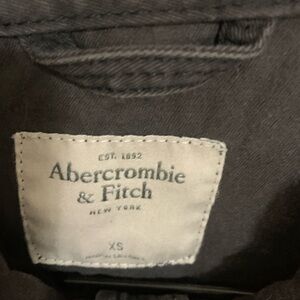 EST. 1892
Abercrombie
& Fitch
NEW YORK
XS